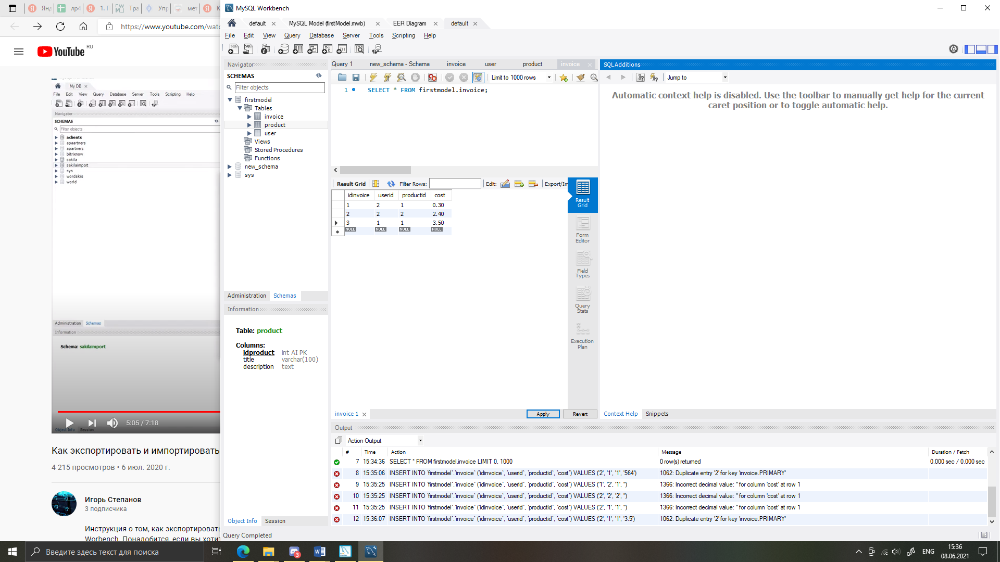 Янд
лр4
1. Г
Тра
Упр
мет
К
https://www.youtube.com/watc
YouTube RU
My DB
File Edit View Query Database Server Tools Scripting Help
Navigator
SCHEMAS
Filter objects
aclients
apaartners
apartners
bitrixnow
sakila
sakilaimport
sys
wordskils
world
Administration Schemas
Information
Schema: sakilaimport
5:05 / 7:18
Object Info Session
Как экспортировать и импортировать
4 215 просмотров • 6 июл. 2020 г.
Игорь Степанов
3 подписчика
Инструкция о том, как экспортировать
Worbench. Понадобится, если вы хотит
MySQL Workbench
default MySQL Model (firstModel.mwb) EER Diagram default
File Edit View Query Database Server Tools Scripting Help
Navigator
SCHEMAS
Filter objects
firstmodel
Tables
invoice
product
user
Views
Stored Procedures
Functions
new_schema
sys
Administration Schemas
Information
Table: product
Columns:
idproduct int AI PK
title varchar(100)
description text
Object Info Session
Query Completed
Query 1 new_schema - Schema invoice user product invoice
Limit to 1000 rows
1 SELECT * FROM firstmodel.invoice;
Result Grid Filter Rows: Edit: Export/Im
idinvoice userid productid cost
1 2 1 0.30
2 2 2 2.40
3 1 1 3.50
NULL NULL NULL NULL
Result Grid
Form Editor
Field Types
Query Stats
Execution Plan
invoice 1 Apply Revert
SQLAdditions
Jump to
Automatic context help is disabled. Use the toolbar to manually get help for the current
caret position or to toggle automatic help.
Context Help Snippets
Output
Action Output
# Time Action Message Duration / Fetch
7 15:34:36 SELECT * FROM firstmodel.invoice LIMIT 0, 1000 0 row(s) returned 0.000 sec / 0.000 sec
8 15:35:06 INSERT INTO `firstmodel`.`invoice` (`idinvoice`, `userid`, `productid`, `cost`) VALUES ('2', '1', '1', '564') 1062: Duplicate entry '2' for key 'invoice.PRIMARY'
9 15:35:25 INSERT INTO `firstmodel`.`invoice` (`idinvoice`, `userid`, `productid`, `cost`) VALUES ('1', '2', '1', '') 1366: Incorrect decimal value: '' for column 'cost' at row 1
10 15:35:25 INSERT INTO `firstmodel`.`invoice` (`idinvoice`, `userid`, `productid`, `cost`) VALUES ('2', '2', '2', '') 1366: Incorrect decimal value: '' for column 'cost' at row 1
11 15:35:25 INSERT INTO `firstmodel`.`invoice` (`idinvoice`, `userid`, `productid`, `cost`) VALUES ('2', '1', '1', '') 1366: Incorrect decimal value: '' for column 'cost' at row 1
12 15:36:07 INSERT INTO `firstmodel`.`invoice` (`idinvoice`, `userid`, `productid`, `cost`) VALUES ('2', '1', '1', '3.5') 1062: Duplicate entry '2' for key 'invoice.PRIMARY'
Введите здесь текст для поиска
3
ENG
15:36
08.06.2021